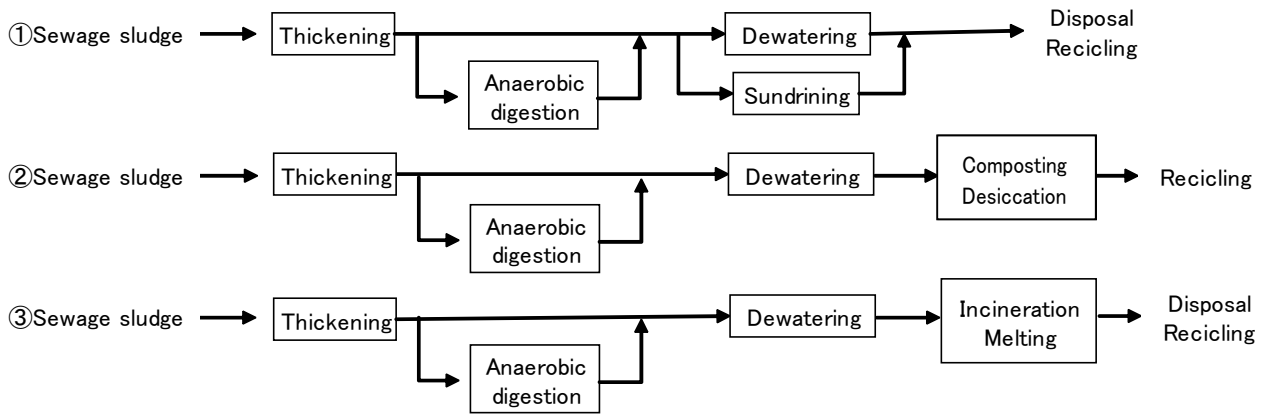 ①Sewage sludge
Thickening
Anaerobic
digestion
Dewatering
Sundrining
Disposal
Recicling
②Sewage sludge
Thickening
Anaerobic
digestion
Dewatering
Composting
Desiccation
Recicling
③Sewage sludge
Thickening
Anaerobic
digestion
Dewatering
Incineration
Melting
Disposal
Recicling